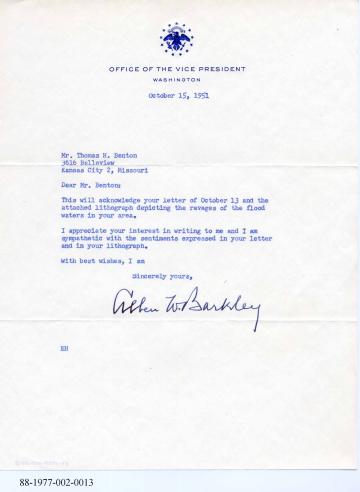 OFFICE OF THE VICE PRESIDENT
WASHINGTON
October 15, 1951
Mr. Thomas H. Benton
3616 Belleview
Kansas City 2, Missouri
Dear Mr. Benton:
This will acknowledge your letter of October 13 and the
attached lithograph depicting the ravages of the flood
waters in your area.
I appreciate your interest in writing to me and I am
sympathetic with the sentiments expressed in your letter
and in your lithograph.
With best wishes, I am
Sincerely yours,
Alben W. Barkley
EH
88-1977-002-0013